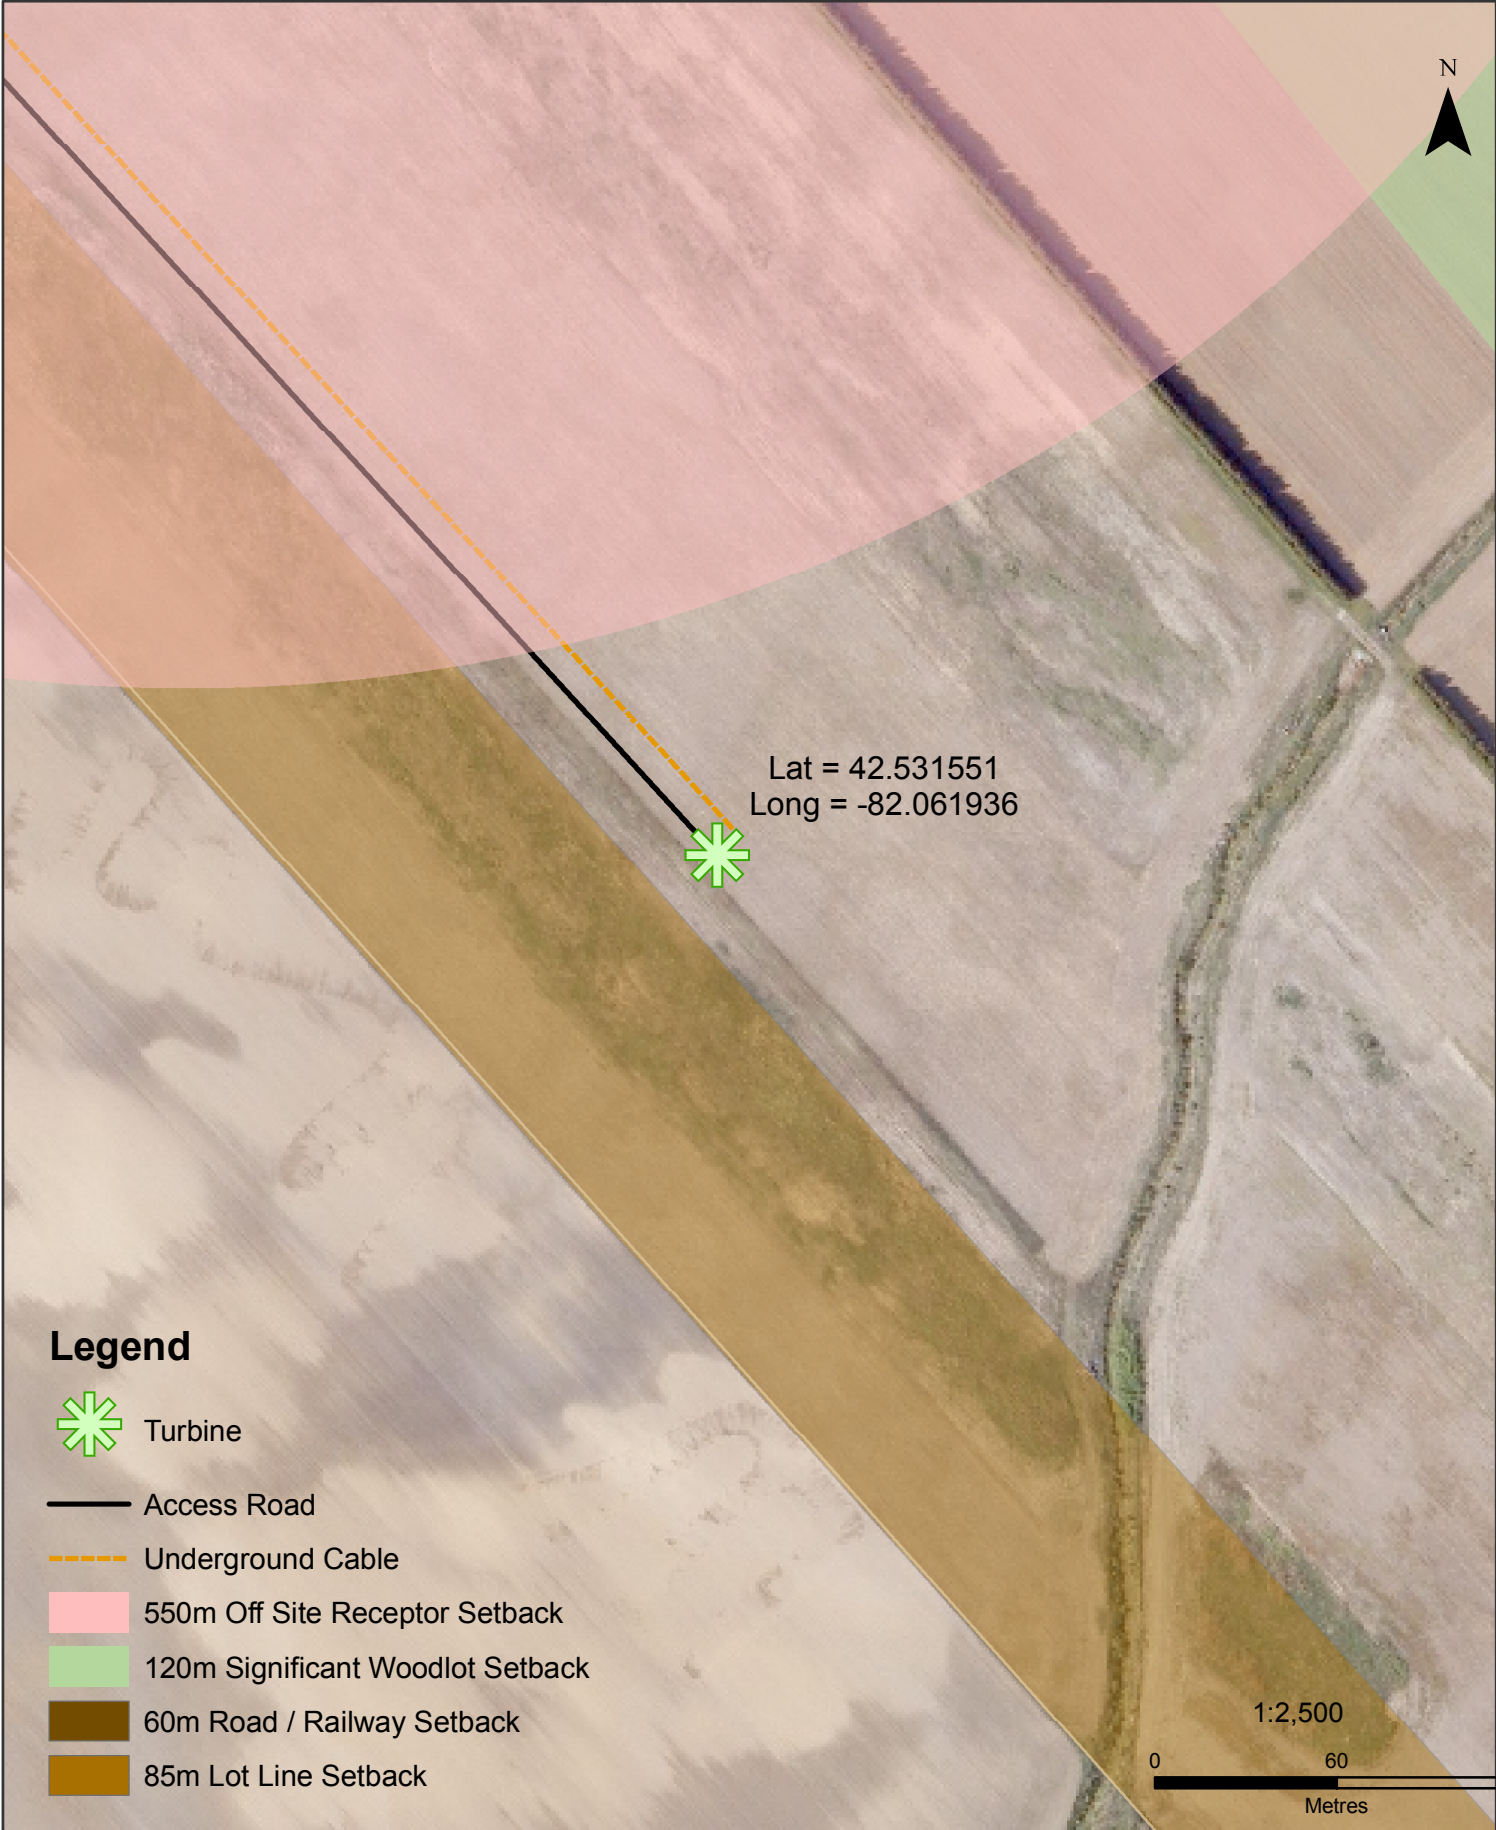 N
Lat = 42.531551
Long = -82.061936
Legend
Turbine
Access Road
Underground Cable
550m Off Site Receptor Setback
120m Significant Woodlot Setback
60m Road / Railway Setback
85m Lot Line Setback
1:2,500
0 60
Metres